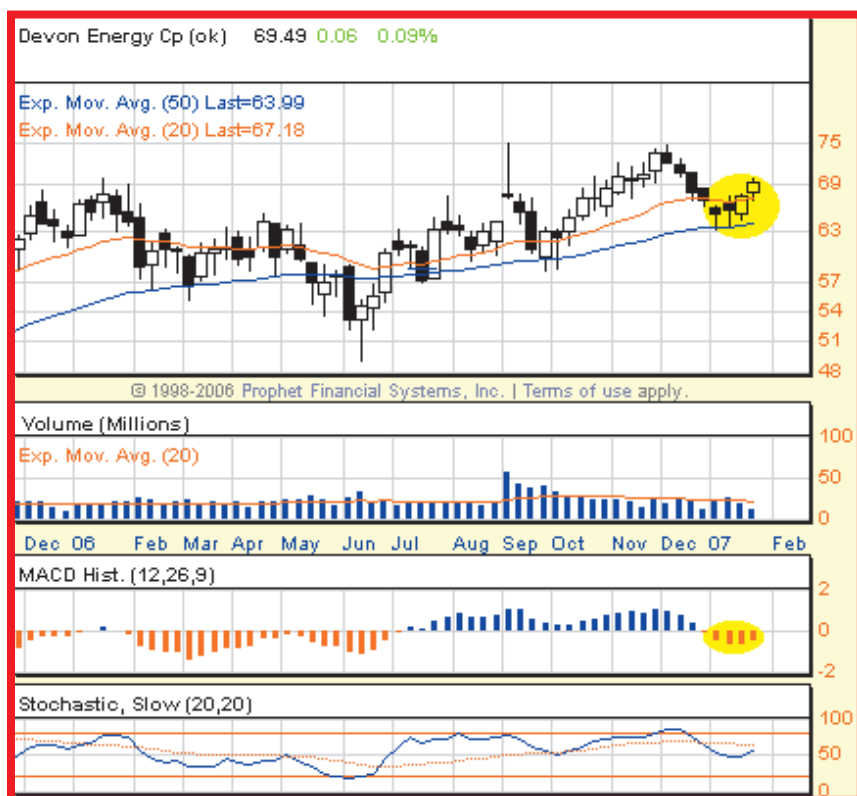 Devon Energy Cp (ok) 69.49 0.06 0.09%
Exp. Mov. Avg. (50) Last=63.99
Exp. Mov. Avg. (20) Last=67.18
75
69
63
57
54
51
48
© 1998-2006 Prophet Financial Systems, Inc. | Terms of use apply.
Volume (Millions)
100
Exp. Mov. Avg. (20)
50
0
Dec 06 Feb Mar Apr May Jun Jul Aug Sep Oct Nov Dec 07 Feb
MACD Hist. (12,26,9)
2
0
-2
Stochastic, Slow (20,20)
100
50
0